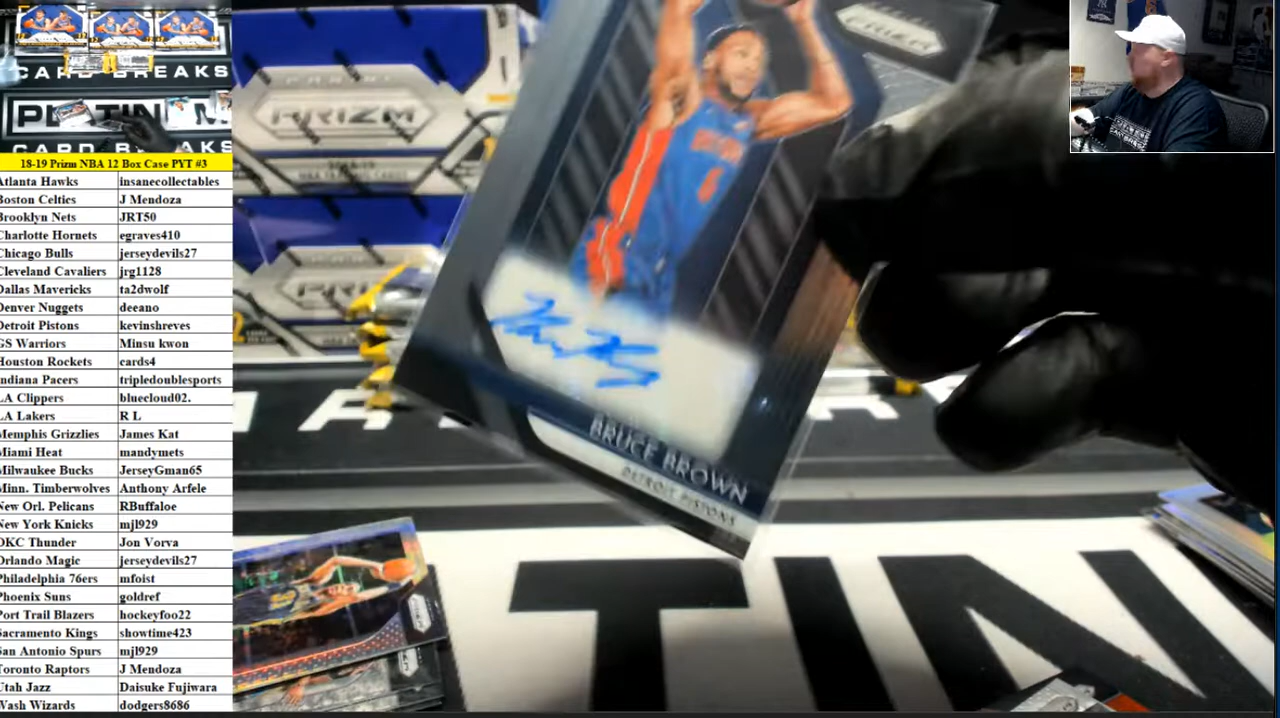 CARD BREAKS
PLATINUM
CARD BREAKS
18-19 Prizm NBA 12 Box Case PYT #3
Atlanta Hawks insanecollectables
Boston Celtics J Mendoza
Brooklyn Nets JRT50
Charlotte Hornets egraves410
Chicago Bulls jerseydevils27
Cleveland Cavaliers jrg1128
Dallas Mavericks ta2dwolf
Denver Nuggets deeano
Detroit Pistons kevinshreves
GS Warriors Minsu kwon
Houston Rockets cards4
Indiana Pacers tripledoublesports
LA Clippers bluecloud02.
LA Lakers R L
Memphis Grizzlies James Kat
Miami Heat mandymets
Milwaukee Bucks JerseyGman65
Minn. Timberwolves Anthony Arfele
New Orl. Pelicans RBuffaloe
New York Knicks mjl929
OKC Thunder Jon Vorva
Orlando Magic jerseydevils27
Philadelphia 76ers mfoist
Phoenix Suns goldref
Port Trail Blazers hockeyfoo22
Sacramento Kings showtime423
San Antonio Spurs mjl929
Toronto Raptors J Mendoza
Utah Jazz Daisuke Fujiwara
Wash Wizards dodgers8686
PANINI
PRIZM
PRIZM
PRIZM
6
BRUCE BROWN
DETROIT PISTONS
TIN